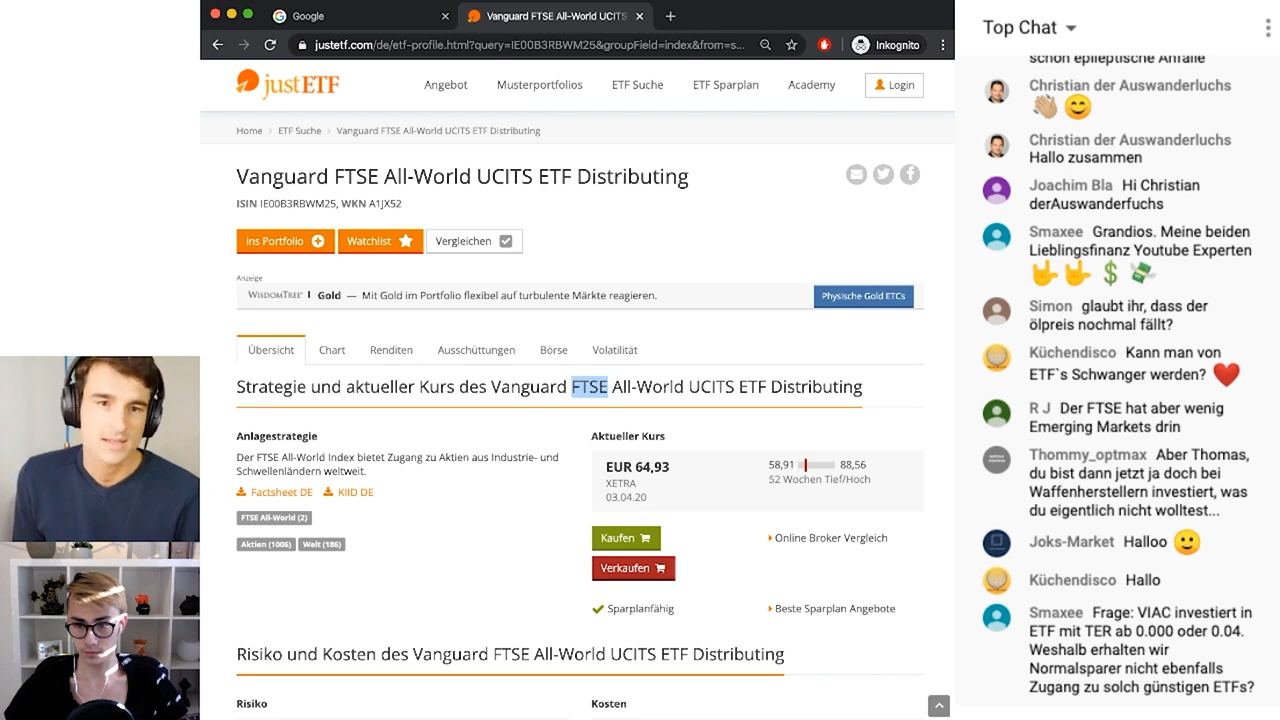 Google
Vanguard FTSE All-World UCITS
justetf.com/de/etf-profile.html?query=IE00B3RBWM25&groupField=index&from=s...
Inkognito
justETF
Angebot
Musterportfolios
ETF Suche
ETF Sparplan
Academy
Login
Home > ETF Suche > Vanguard FTSE All-World UCITS ETF Distributing
Vanguard FTSE All-World UCITS ETF Distributing
ISIN IE00B3RBWM25, WKN A1JX52
Ins Portfolio
Watchlist
Vergleichen
Anzeige
WISDOMTREE | Gold — Mit Gold im Portfolio flexibel auf turbulente Märkte reagieren.
Physische Gold ETCs
Übersicht
Chart
Renditen
Ausschüttungen
Börse
Volatilität
Strategie und aktueller Kurs des Vanguard FTSE All-World UCITS ETF Distributing
Anlagestrategie
Der FTSE All-World Index bietet Zugang zu Aktien aus Industrie- und
Schwellenländern weltweit.
Factsheet DE
KIID DE
FTSE All-World (2)
Aktien (1006)
Welt (186)
Aktueller Kurs
EUR 64,93
XETRA
03.04.20
58,91
88,56
52 Wochen Tief/Hoch
Kaufen
Online Broker Vergleich
Verkaufen
Sparplanfähig
Beste Sparplan Angebote
Risiko und Kosten des Vanguard FTSE All-World UCITS ETF Distributing
Risiko
Kosten
Top Chat
schon epileptische Anfälle
Christian der Auswanderluchs
👋🏼 😊
Christian der Auswanderluchs
Hallo zusammen
Joachim Bla Hi Christian
derAuswanderfuchs
Smaxee Grandios. Meine beiden
Lieblingsfinanz Youtube Experten
🤟 🤟 💲 💸
Simon glaubt ihr, dass der
ölpreis nochmal fällt?
Küchendisco Kann man von
ETF`s Schwanger werden? ❤️
R J Der FTSE hat aber wenig
Emerging Markets drin
Thommy_optmax Aber Thomas,
du bist dann jetzt ja doch bei
Waffenherstellern investiert, was
du eigentlich nicht wolltest...
Joks-Market Halloo 🙂
Küchendisco Hallo
Smaxee Frage: VIAC investiert in
ETF mit TER ab 0.000 oder 0.04.
Weshalb erhalten wir
Normalsparer nicht ebenfalls
Zugang zu solch günstigen ETFs?